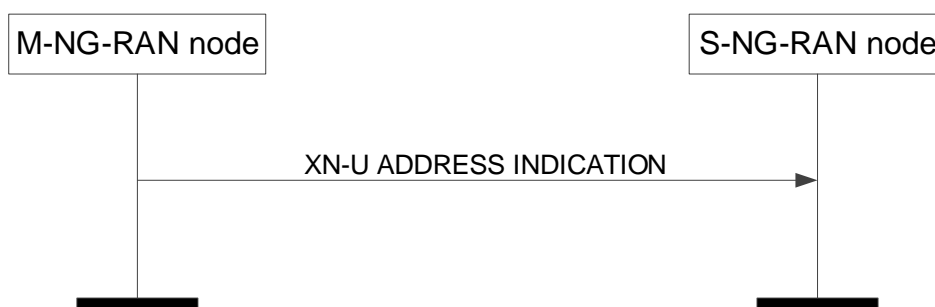 M-NG-RAN node
S-NG-RAN node
XN-U ADDRESS INDICATION